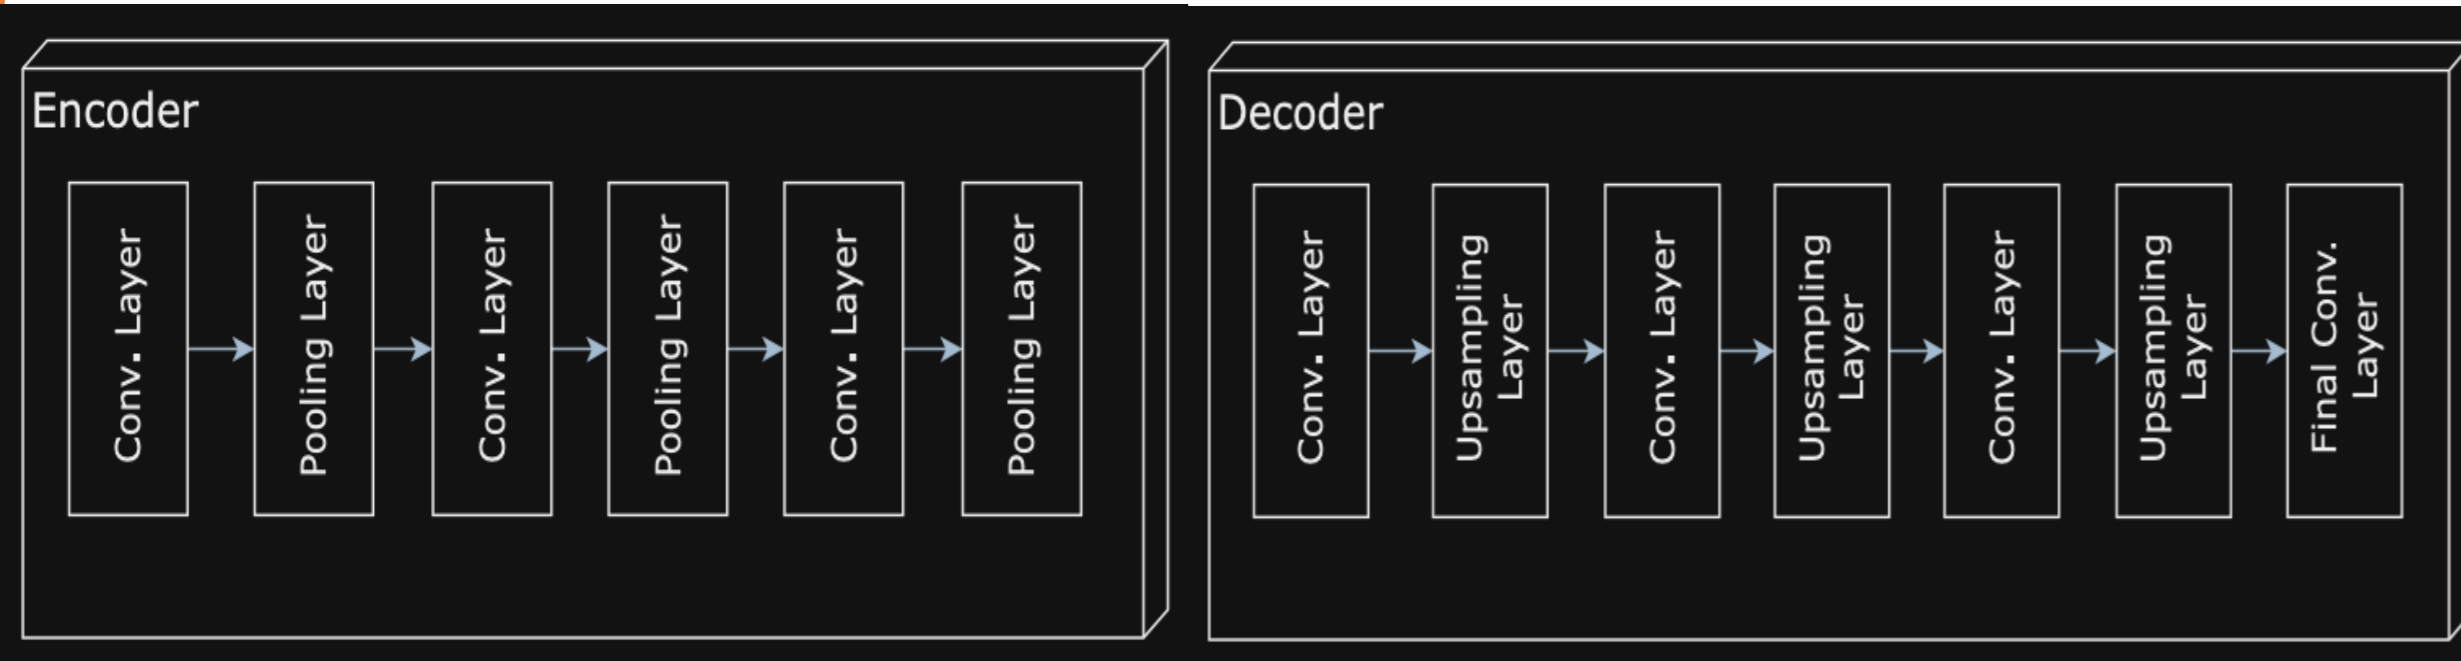 Encoder
Conv. Layer
Pooling Layer
Conv. Layer
Pooling Layer
Conv. Layer
Pooling Layer
Decoder
Conv. Layer
Upsampling
Layer
Conv. Layer
Upsampling
Layer
Conv. Layer
Upsampling
Layer
Final Conv.
Layer